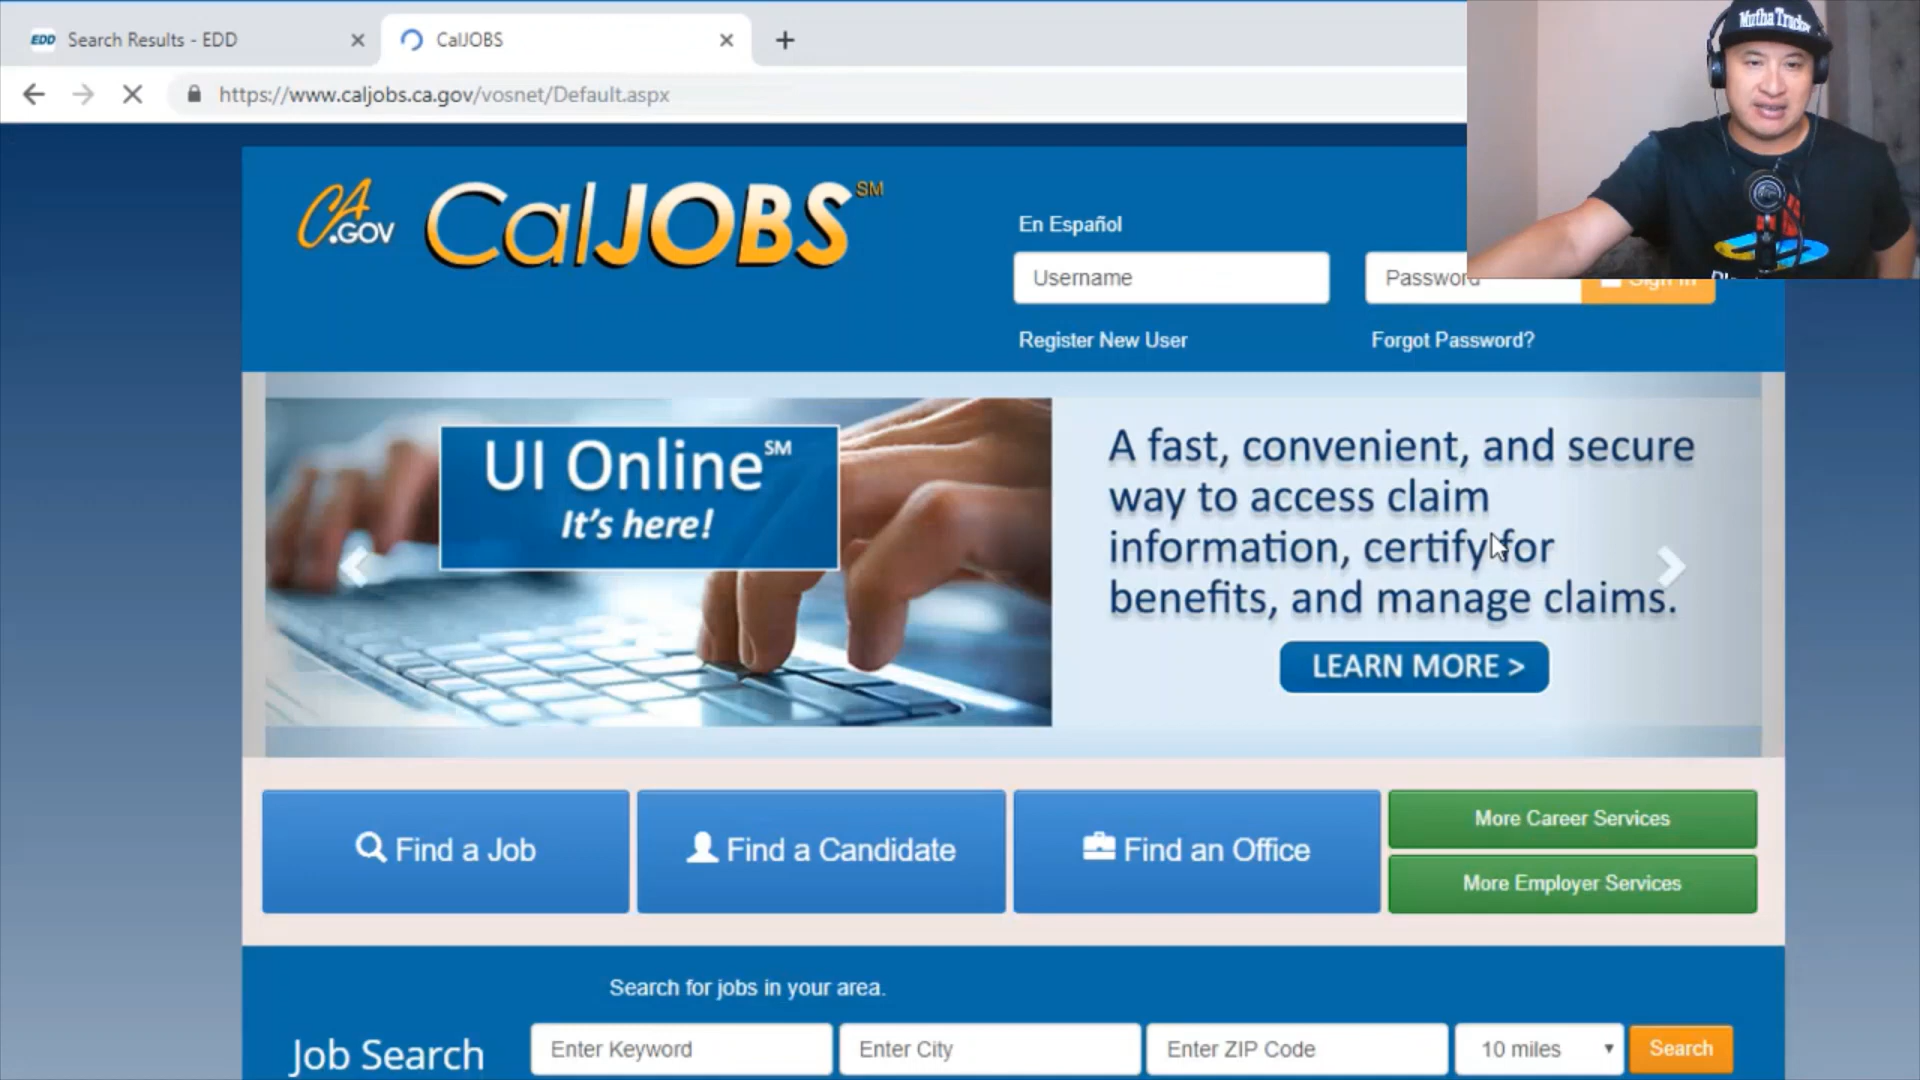 EDD Search Results - EDD
CalJOBS
https://www.caljobs.ca.gov/vosnet/Default.aspx
Mutha Trucker
CA
.GOV
CalJOBS SM
En Español
Username
Password
Sign In
Register New User
Forgot Password?
UI Online SM
It's here!
A fast, convenient, and secure
way to access claim
information, certify for
benefits, and manage claims.
LEARN MORE >
Find a Job
Find a Candidate
Find an Office
More Career Services
More Employer Services
Search for jobs in your area.
Job Search
Enter Keyword
Enter City
Enter ZIP Code
10 miles
Search